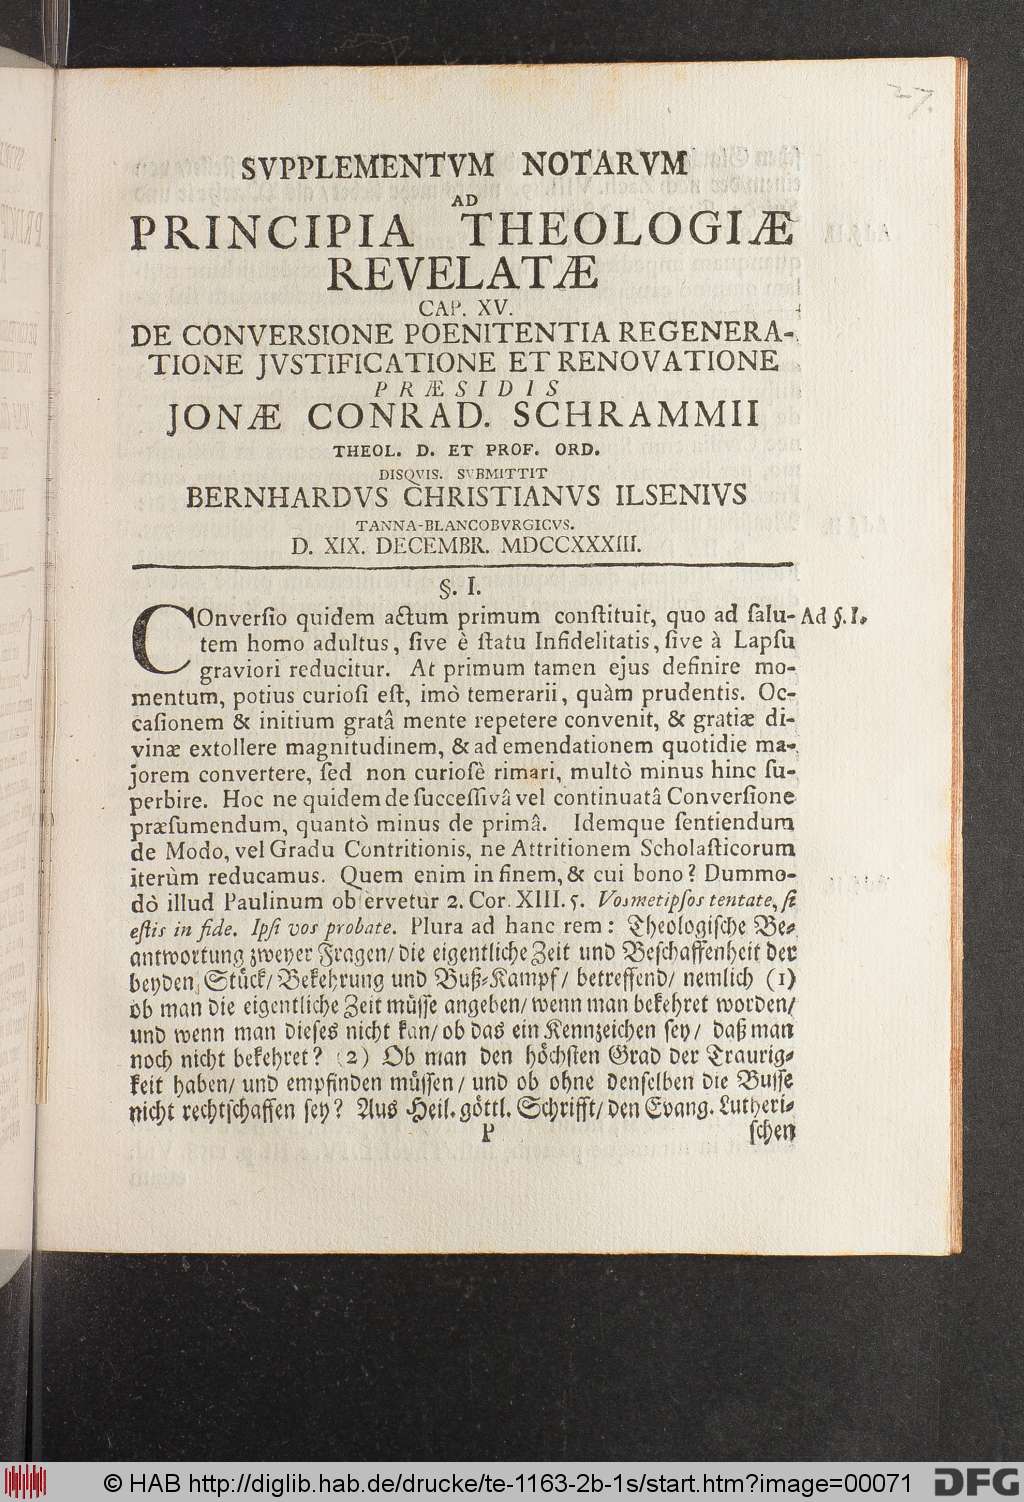 27.
SVPPLEMENTVM NOTARVM
AD
PRINCIPIA THEOLOGIÆ
REVELATÆ
CAP. XV.
DE CONVERSIONE POENITENTIA REGENERA-
TIONE JVSTIFICATIONE ET RENOVATIONE
PRÆSIDIS
JONÆ CONRAD. SCHRAMMII
THEOL. D. ET PROF. ORD.
DISQVIS. SVBMITTIT
BERNHARDVS CHRISTIANVS ILSENIVS
TANNA-BLANCOBVRGICVS.
D. XIX. DECEMBR. MDCCXXXIII.
§. I.
COnverſio quidem actum primum conſtituit, quo ad ſalu- Ad §. I.
tem homo adultus, ſive è ſtatu Infidelitatis, ſive à Lapſu
graviori reducitur. At primum tamen ejus definire mo-
mentum, potius curioſi eſt, imò temerarii, quàm prudentis. Oc-
caſionem & initium gratâ mente repetere convenit, & gratiæ di-
vinæ extollere magnitudinem, & ad emendationem quotidie ma-
jorem convertere, ſed non curioſè rimari, multò minus hinc ſu-
perbire. Hoc ne quidem de ſucceſſivâ vel continuatâ Converſione
præſumendum, quantò minus de primâ. Idemque ſentiendum
de Modo, vel Gradu Contritionis, ne Attritionem Scholaſticorum
iterùm reducamus. Quem enim in finem, & cui bono? Dummo-
dò illud Paulinum obſervetur 2. Cor. XIII. 5. Vosmetipſos tentate, ſi
eſtis in fide. Ipſi vos probate. Plura ad hanc rem: Theologiſche Be-
antwortung zweyer Fragen/ die eigentliche Zeit und Beſchaffenheit der
beyden Stück/ Bekehrung und Buß-Kampf/ betreffend/ nemlich (1)
ob man die eigentliche Zeit müſſe angeben/ wenn man bekehret worden/
und wenn man dieſes nicht kan/ ob das ein Kennzeichen ſey/ daß man
noch nicht bekehret? (2) Ob man den höchſten Grad der Traurig-
keit haben/ und empfinden müſſen/ und ob ohne denſelben die Buſſe
nicht rechtſchaffen ſey? Aus Heil. göttl. Schrifft/ den Evang. Lutheri-
P ſchen
© HAB http://diglib.hab.de/drucke/te-1163-2b-1s/start.htm?image=00071
DFG